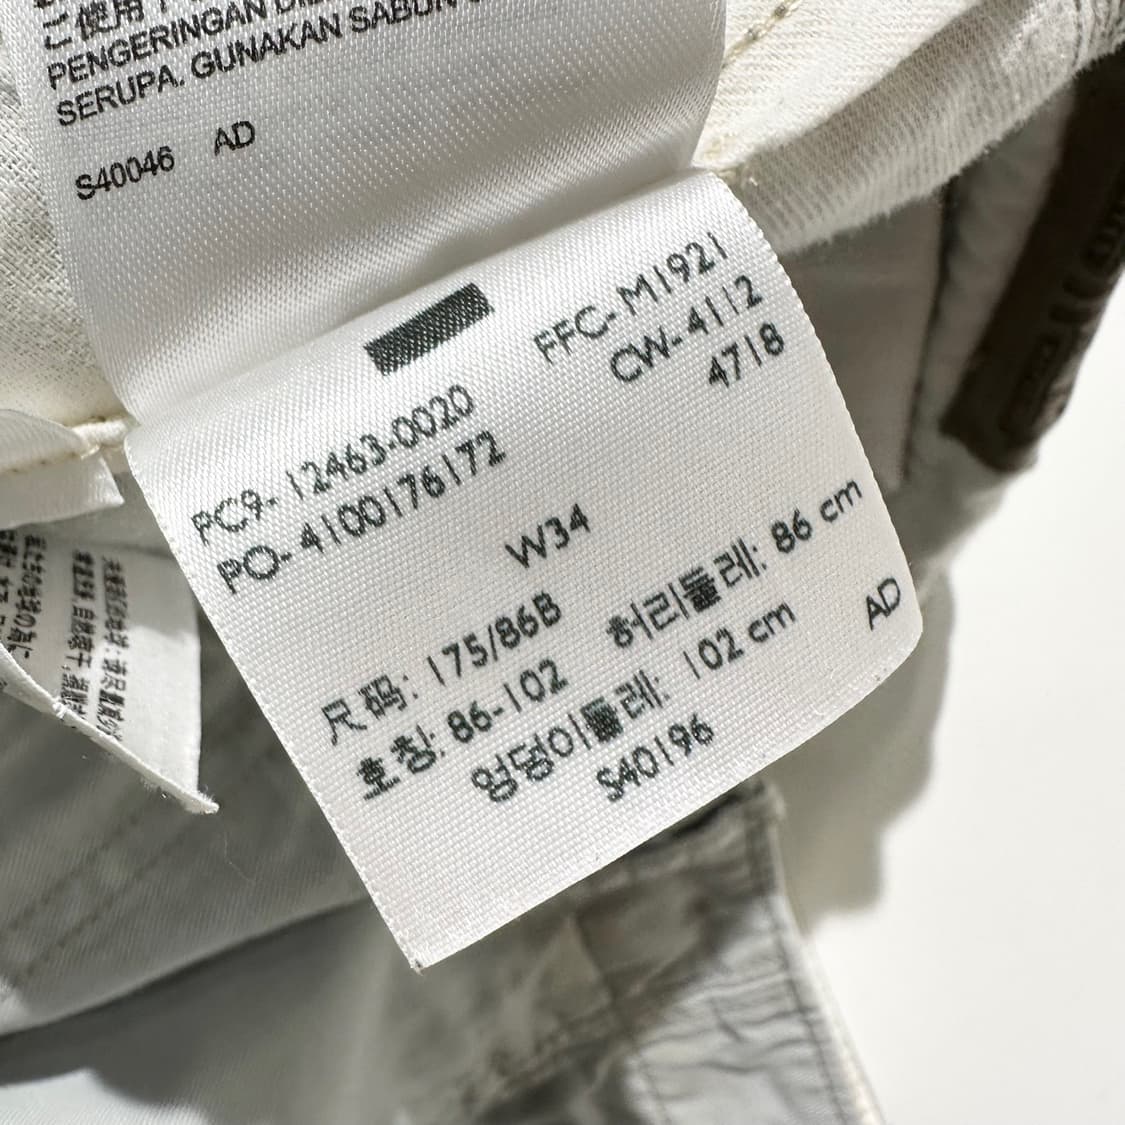 PENGERINGAN
SERUPA. GUNAKAN SABUN
S40046 AD
FFC-M1921
CW-4112
4718
PC9-12463-0020
PO-4100176172
W34
尺码: 175/86B 허리둘레: 86 cm
호칭: 86-102 엉덩이둘레: 102 cm AD
S40196